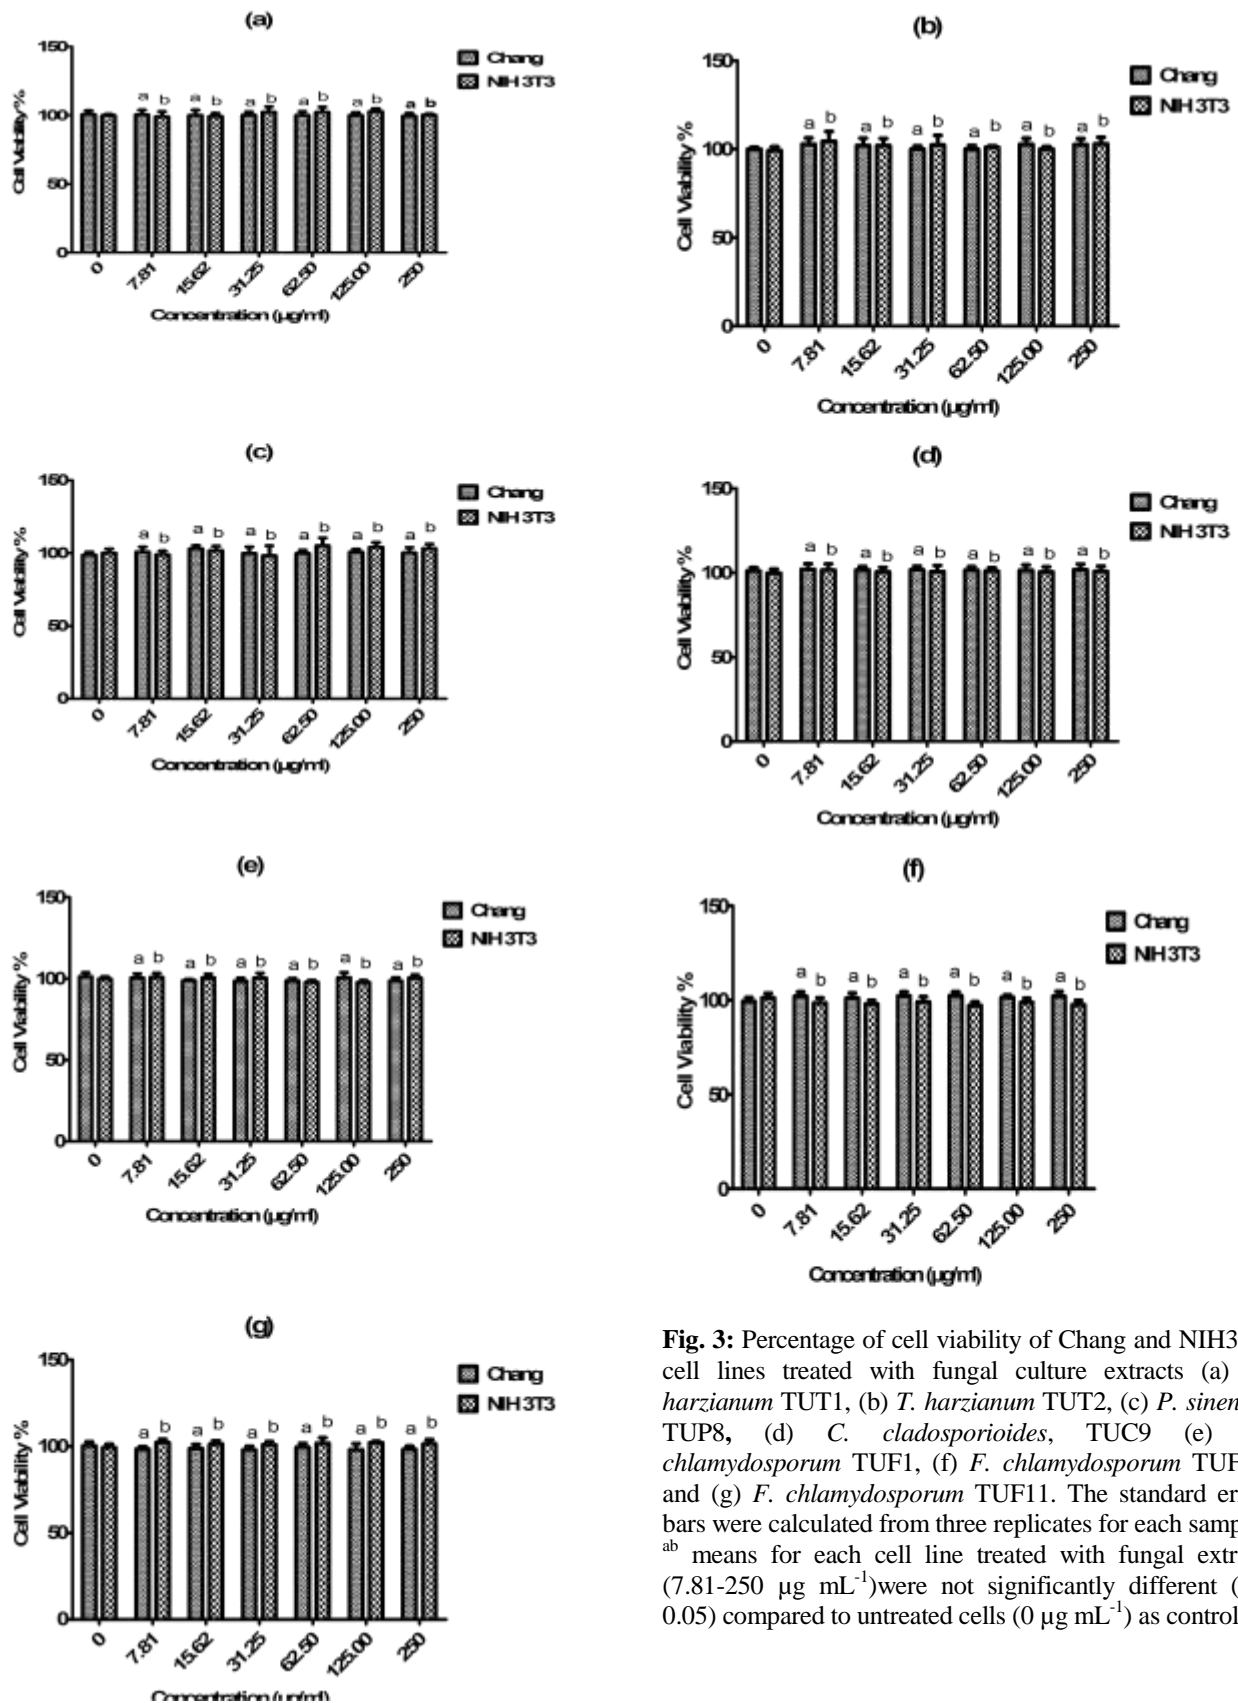 (a)
150
100
50
0
Cell Viability %
Chang
NIH 3T3
a b a b a b a b a b a b
0 7.81 15.62 31.25 62.50 125.00 250
Concentration (µg/ml)
(b)
150
100
50
0
Cell Viability %
Chang
NIH 3T3
a b a b a b a b a b a b
0 7.81 15.62 31.25 62.50 125.00 250
Concentration (µg/ml)
(c)
150
100
50
0
Cell Viability %
Chang
NIH 3T3
a b a b a b a b a b a b
0 7.81 15.62 31.25 62.50 125.00 250
Concentration (µg/ml)
(d)
150
100
50
0
Cell Viability %
Chang
NIH 3T3
a b a b a b a b a b a b
0 7.81 15.62 31.25 62.50 125.00 250
Concentration (µg/ml)
(e)
150
100
50
0
Cell Viability %
Chang
NIH 3T3
a b a b a b a b a b a b
0 7.81 15.62 31.25 62.50 125.00 250
Concentration (µg/ml)
(f)
150
100
50
0
Cell Viability %
Chang
NIH 3T3
a b a b a b a b a b a b
0 7.81 15.62 31.25 62.50 125.00 250
Concentration (µg/ml)
(g)
150
100
50
0
Cell Viability %
Chang
NIH 3T3
a b a b a b a b a b a b
0 7.81 15.62 31.25 62.50 125.00 250
Concentration (µg/ml)
Fig. 3: Percentage of cell viability of Chang and NIH3
cell lines treated with fungal culture extracts (a)
harzianum TUT1, (b) T. harzianum TUT2, (c) P. sinen
TUP8, (d) C. cladosporioides, TUC9 (e)
chlamydosporum TUF1, (f) F. chlamydosporum TUF
and (g) F. chlamydosporum TUF11. The standard err
bars were calculated from three replicates for each samp
ab means for each cell line treated with fungal extr
(7.81-250 µg mL-1)were not significantly different (
0.05) compared to untreated cells (0 µg mL-1) as control